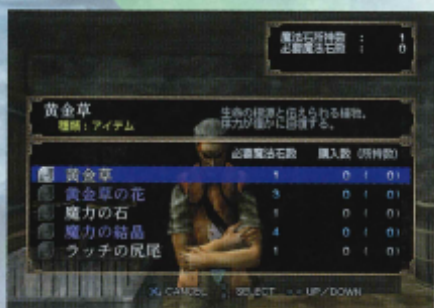 魔法石所持数 : 1
必要魔法石数 : 0
黄金草
種類:アイテム
生命の根源と伝えられる植物。
体力が僅かに回復する。
必要魔法石数 購入数 (所持数)
黄金草 1 0 ( 0)
黄金草の花 3 0 ( 0)
魔力の石 1 0 ( 0)
魔力の結晶 4 0 ( 0)
ラッチの尻尾 1 0 ( 0)
X: CANCEL SELECT UP/DOWN